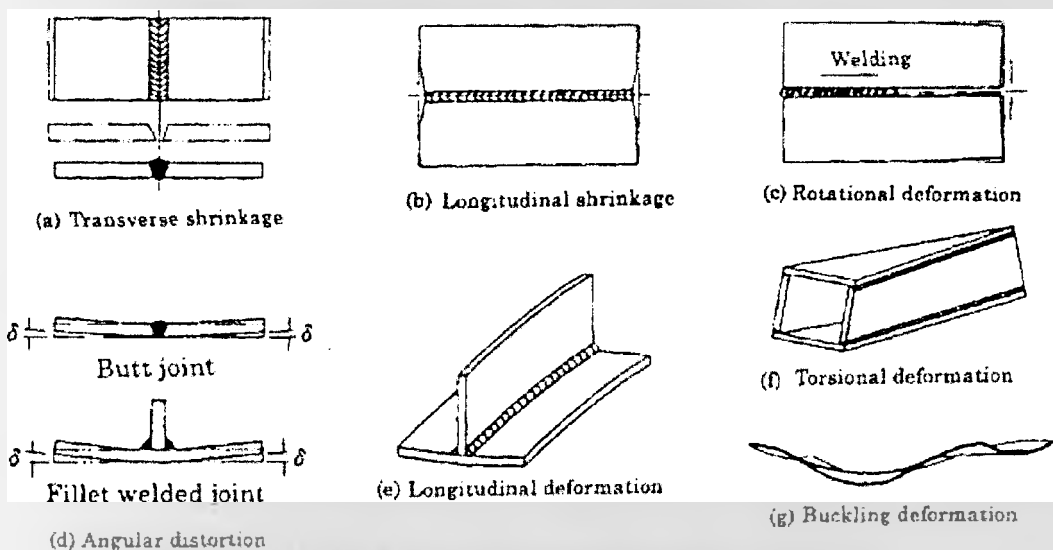 (a) Transverse shrinkage
(b) Longitudinal shrinkage
Welding
(c) Rotational deformation
δ δ
Butt joint
δ δ
Fillet welded joint
(d) Angular distortion
(e) Longitudinal deformation
(f) Torsional deformation
(g) Buckling deformation